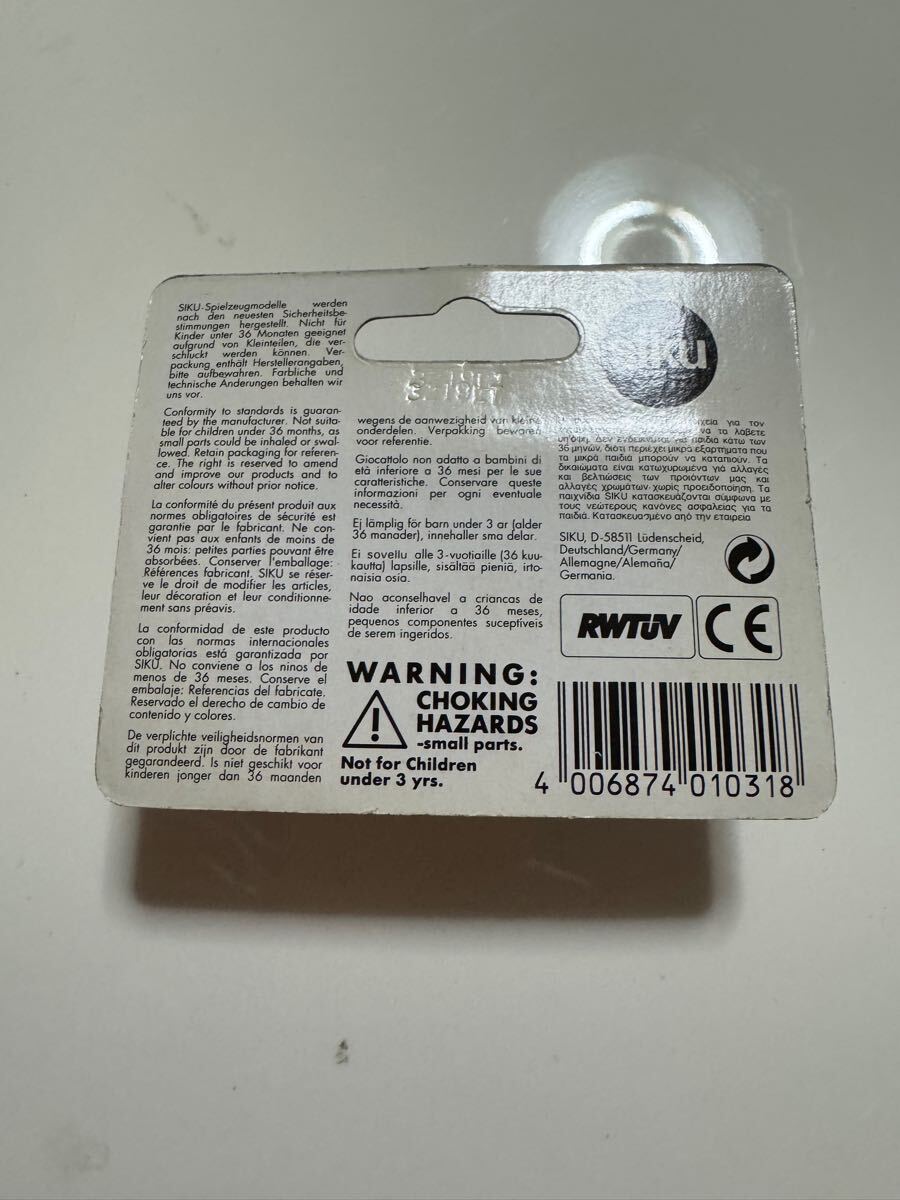 SIKU-Spielzeugmodelle werden
nach den neuesten Sicherheitsbe-
stimmungen hergestellt. Nicht für
Kinder unter 36 Monaten geeignet
aufgrund von Kleinteilen, die ver-
schluckt werden können. Ver-
packung enthält Herstellerangaben,
bitte aufbewahren. Farbliche und
technische Änderungen behalten wir
uns vor.
Conformity to standards is guaran-
teed by the manufacturer. Not suita-
ble for children under 36 months, as
small parts could be inhaled or swal-
lowed. Retain packaging for referen-
ce. The right is reserved to amend
and improve our products and to
alter colours without prior notice.
La conformité du présent produit aux
normes obligatoires de sécurité est
garantie par le fabricant. Ne con-
vient pas aux enfants de moins de
36 mois: petites parties pouvant être
absorbées. Conserver l'emballage:
Références fabricant. SIKU se réser-
ve le droit de modifier les articles,
leur décoration et leur conditionne-
ment sans préavis.
La conformidad de este producto
con las normas internacionales
obligatorias está garantizada por
SIKU. No conviene a los ninos de
menos de 36 meses. Conserve el
embalaje: Referencias del fabricate.
Reservado el derecho de cambio de
contenido y colores.
De verplichte veiligheidsnormen van
dit produkt zijn door de fabrikant
gegarandeerd. Is niet geschikt voor
kinderen jonger dan 36 maanden
wegens de aanwezigheid van kleine
onderdelen. Verpakking bewaren
voor referentie.
Giocattolo non adatto a bambini di
età inferiore a 36 mesi per le sue
caratteristiche. Conservare queste
informazioni per ogni eventuale
necessità.
Ej lämplig för barn under 3 ar (alder
36 manader), innehaller sma delar.
Ei sovellu alle 3-vuotiaille (36 kuu-
kautta) lapsille, sisältää pieniä, irto-
naisia osia.
Nao aconselhavel a criancas de
idade inferior a 36 meses,
pequenos componentes suceptíveis
de serem ingeridos.
WARNING:
CHOKING
HAZARDS
-small parts.
Not for Children
under 3 yrs.
για τον
να τα λάβετε
παιδιά κάτω των
36 μηνών, διότι περιέχει μικρά εξαρτήματα που
τα μικρά παιδιά μπορούν να καταπιούν. Τα
δικαιώματα είναι κατωχυρωμένα γιά αλλαγές
και βελτιώσεις των προϊόντων μας και
αλλαγές χρωμάτων χωρίς προειδοποίηση. Τα
παιχνίδια SIKU κατασκευάζονται σύμφωνα με
τους νεώτερους κανόνες ασφαλείας για τα
παιδιά. Κατασκευασμένο από την εταιρεια
SIKU, D-58511 Lüdenscheid,
Deutschland/Germany/
Allemagne/Alemaña/
Germania.
RWTÜV CE
4 006874 010318